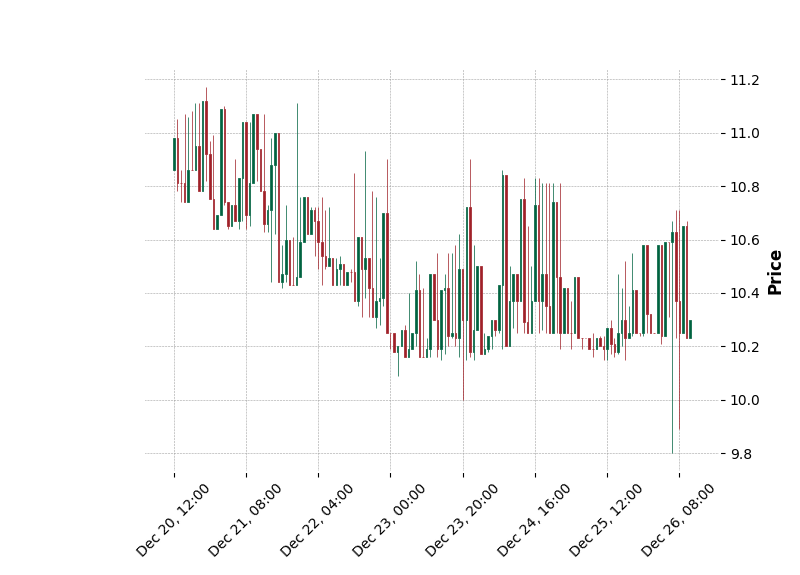 11.2
11.0
10.8
10.6
10.4
10.2
10.0
9.8
Price
Dec 20, 12:00
Dec 21, 08:00
Dec 22, 04:00
Dec 23, 00:00
Dec 23, 20:00
Dec 24, 16:00
Dec 25, 12:00
Dec 26, 08:00